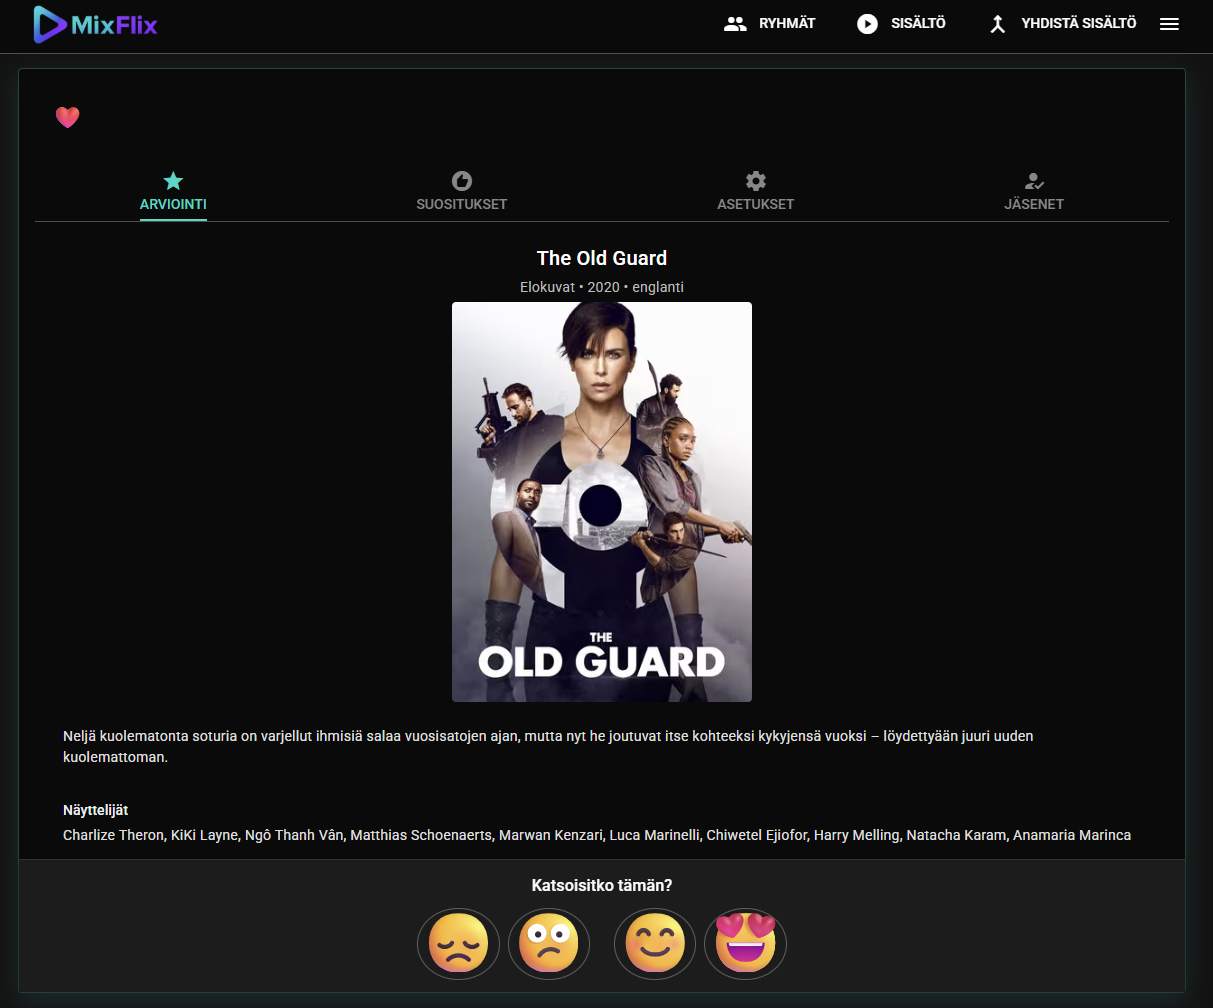 MixFlix
RYHMÄT
SISÄLTÖ
YHDISTÄ SISÄLTÖ
ARVIOINTI
SUOSITUKSET
ASETUKSET
JÄSENET
The Old Guard
Elokuvat • 2020 • englanti
THE
OLD GUARD
Neljä kuolematonta soturia on varjellut ihmisiä salaa vuosisatojen ajan, mutta nyt he joutuvat itse kohteeksi kykyjensä vuoksi – löydettyään juuri uuden
kuolemattoman.
Näyttelijät
Charlize Theron, KiKi Layne, Ngô Thanh Vân, Matthias Schoenaerts, Marwan Kenzari, Luca Marinelli, Chiwetel Ejiofor, Harry Melling, Natacha Karam, Anamaria Marinca
Katsoisitko tämän?